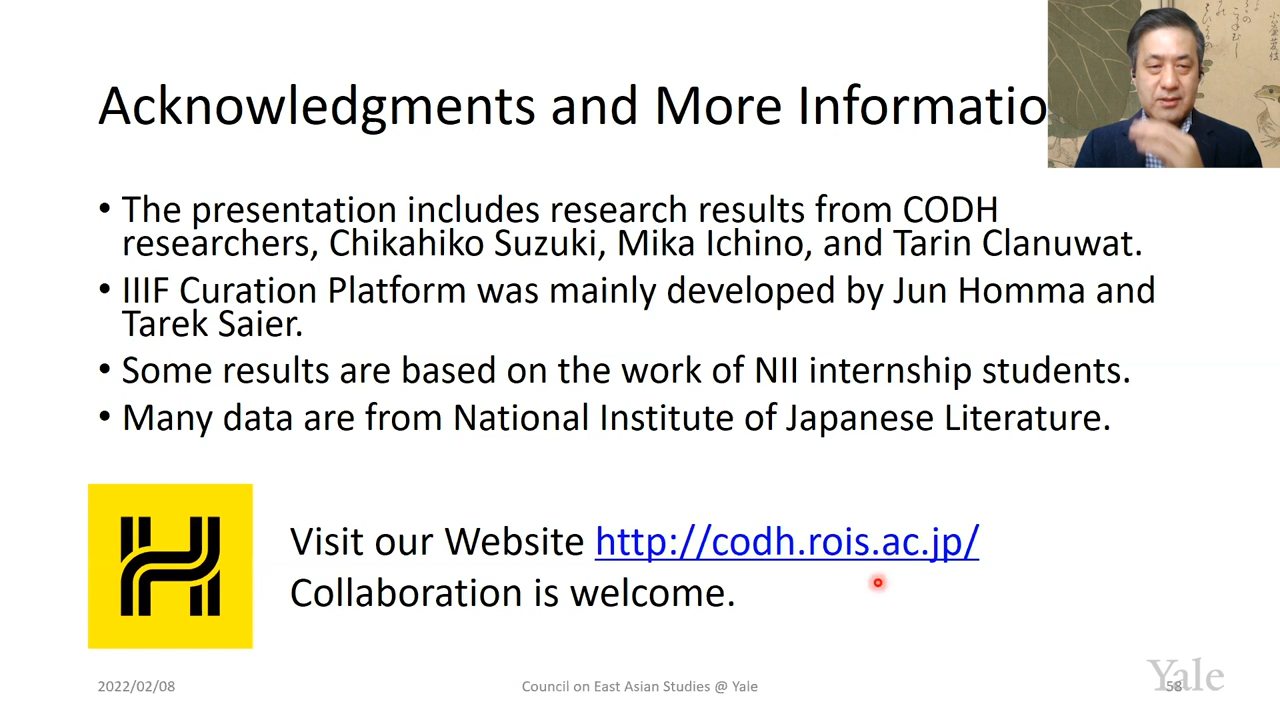 Acknowledgments and More Informatio
• The presentation includes research results from CODH
researchers, Chikahiko Suzuki, Mika Ichino, and Tarin Clanuwat.
• IIIF Curation Platform was mainly developed by Jun Homma and
Tarek Saier.
• Some results are based on the work of NII internship students.
• Many data are from National Institute of Japanese Literature.
Visit our Website http://codh.rois.ac.jp/
Collaboration is welcome.
2022/02/08
Council on East Asian Studies @ Yale
58
Yale